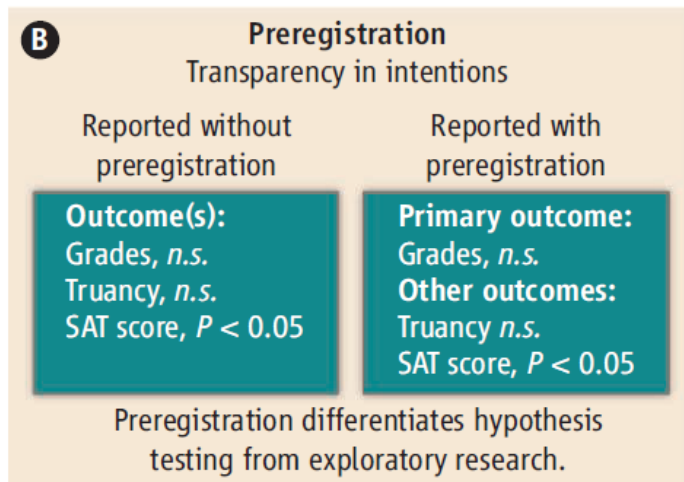 B
Preregistration
Transparency in intentions
Reported without
preregistration
Outcome(s):
Grades, n.s.
Truancy, n.s.
SAT score, P < 0.05
Reported with
preregistration
Primary outcome:
Grades, n.s.
Other outcomes:
Truancy n.s.
SAT score, P < 0.05
Preregistration differentiates hypothesis
testing from exploratory research.